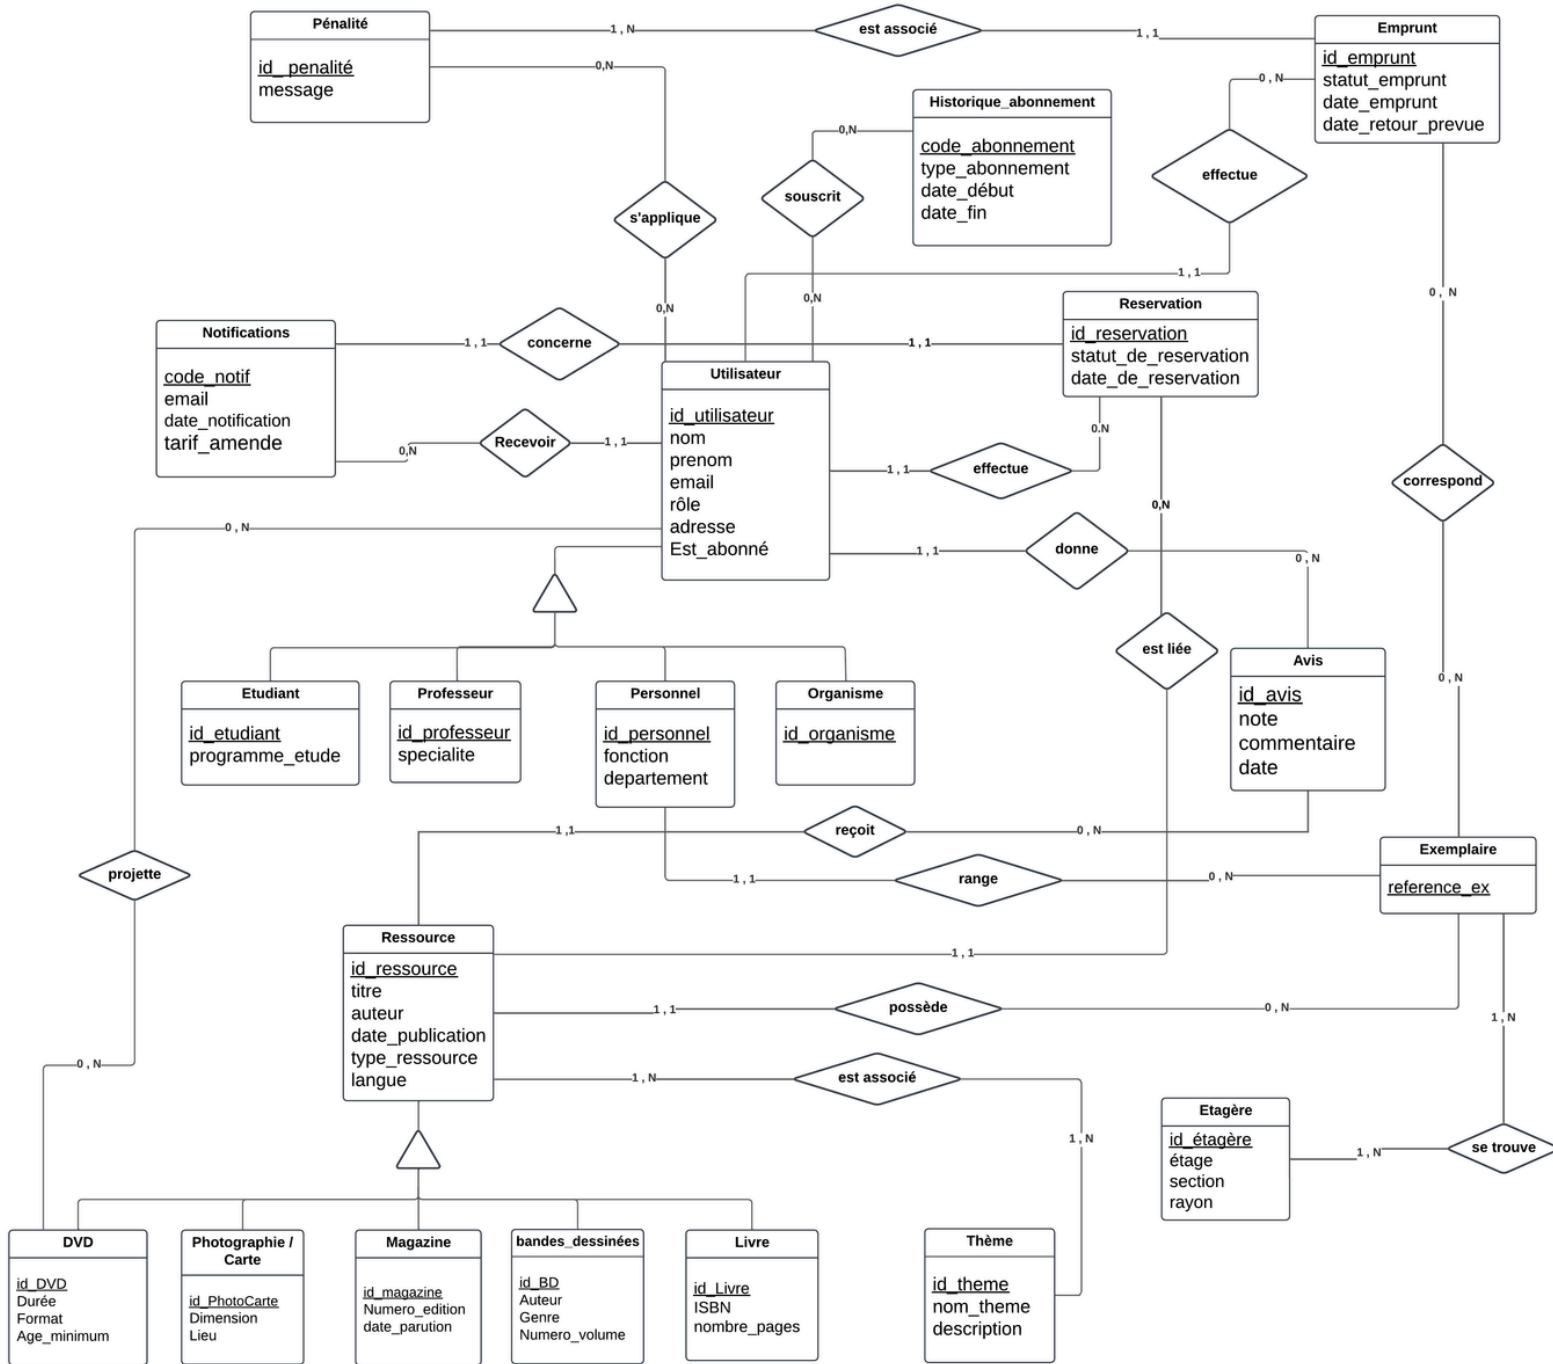 Pénalité
id_penalité
message
1 , N
est associé
1 , 1
Emprunt
id_emprunt
statut_emprunt
date_emprunt
date_retour_prevue
0,N
s'applique
0,N
0,N
souscrit
0,N
Historique_abonnement
code_abonnement
type_abonnement
date_début
date_fin
0 , N
effectue
1 , 1
Notifications
code_notif
email
date_notification
tarif_amende
1 , 1
concerne
1 , 1
Reservation
id_reservation
statut_de_reservation
date_de_reservation
0,N
Recevoir
1 , 1
Utilisateur
id_utilisateur
nom
prenom
email
rôle
adresse
Est_abonné
1 , 1
effectue
0.N
0 , N
correspond
0 , N
0 , N
projette
0 , N
1 , 1
donne
0 , N
0,N
est liée
1 , 1
Etudiant
id_etudiant
programme_etude
Professeur
id_professeur
specialite
Personnel
id_personnel
fonction
departement
Organisme
id_organisme
Avis
id_avis
note
commentaire
date
1 ,1
reçoit
0 , N
1 , 1
range
0 , N
Exemplaire
reference_ex
Ressource
id_ressource
titre
auteur
date_publication
type_ressource
langue
1 , 1
possède
0 , N
1 , N
est associé
1 , N
1 , N
se trouve
1 , N
Etagère
id_étagère
étage
section
rayon
DVD
id_DVD
Durée
Format
Age_minimum
Photographie /
Carte
id_PhotoCarte
Dimension
Lieu
Magazine
id_magazine
Numero_edition
date_parution
bandes_dessinées
id_BD
Auteur
Genre
Numero_volume
Livre
id_Livre
ISBN
nombre_pages
Thème
id_theme
nom_theme
description